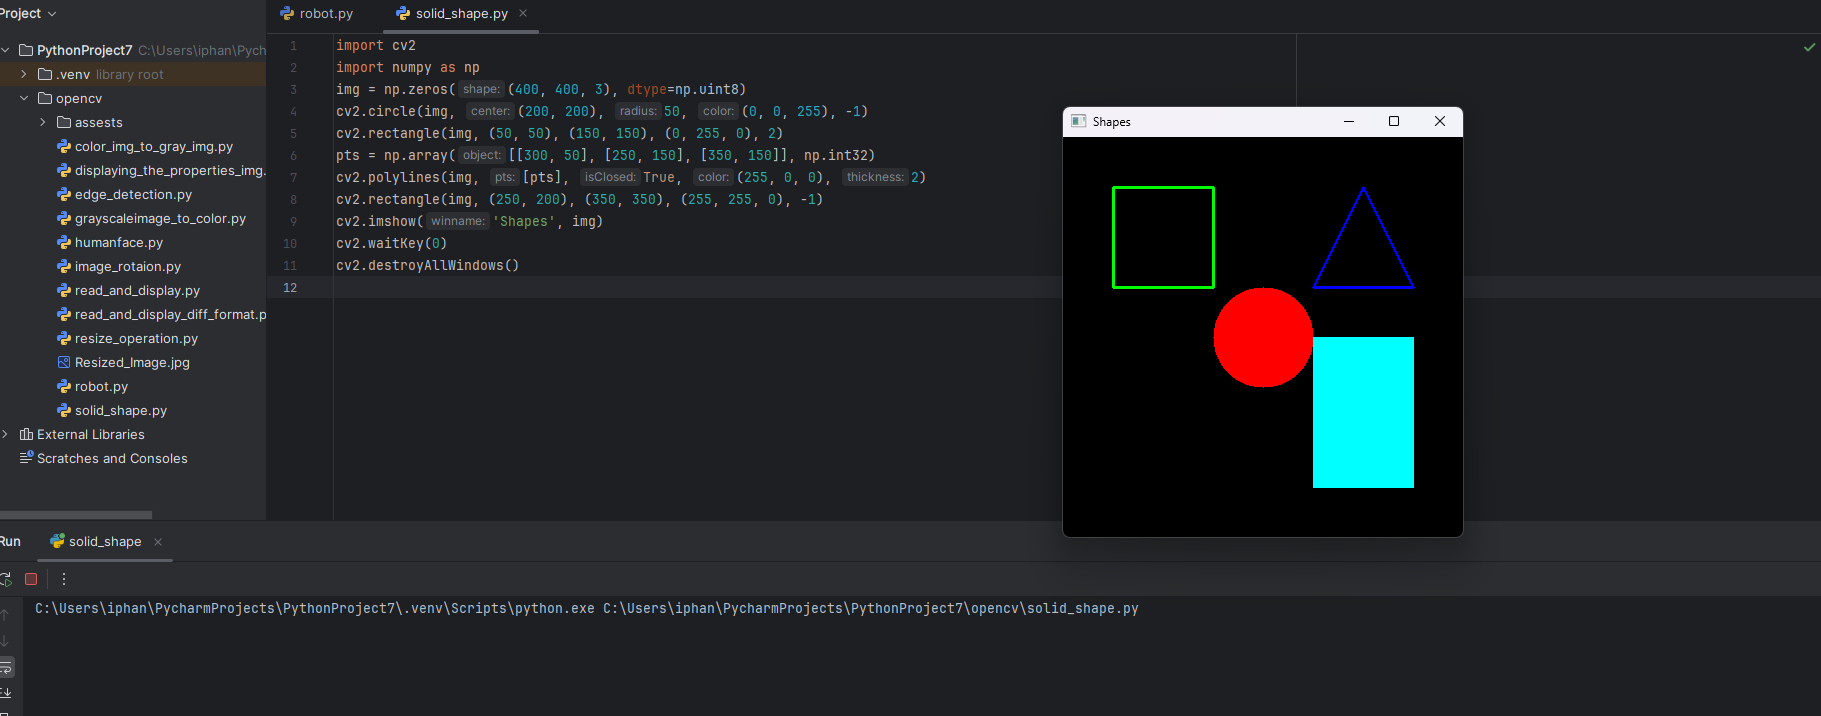 Project
robot.py
solid_shape.py
PythonProject7 C:\Users\iphan\Pych
.venv library root
opencv
assests
color_img_to_gray_img.py
displaying_the_properties_img.
edge_detection.py
grayscaleimage_to_color.py
humanface.py
image_rotaion.py
read_and_display.py
read_and_display_diff_format.p
resize_operation.py
Resized_Image.jpg
robot.py
solid_shape.py
External Libraries
Scratches and Consoles
1 import cv2
2 import numpy as np
3 img = np.zeros( shape: (400, 400, 3), dtype=np.uint8)
4 cv2.circle(img, center: (200, 200), radius: 50, color: (0, 0, 255), -1)
5 cv2.rectangle(img, (50, 50), (150, 150), (0, 255, 0), 2)
6 pts = np.array( object: [[300, 50], [250, 150], [350, 150]], np.int32)
7 cv2.polylines(img, pts: [pts], isClosed: True, color: (255, 0, 0), thickness: 2)
8 cv2.rectangle(img, (250, 200), (350, 350), (255, 255, 0), -1)
9 cv2.imshow( winname: 'Shapes', img)
10 cv2.waitKey(0)
11 cv2.destroyAllWindows()
12
Shapes
Run
solid_shape
C:\Users\iphan\PycharmProjects\PythonProject7\.venv\Scripts\python.exe C:\Users\iphan\PycharmProjects\PythonProject7\opencv\solid_shape.py